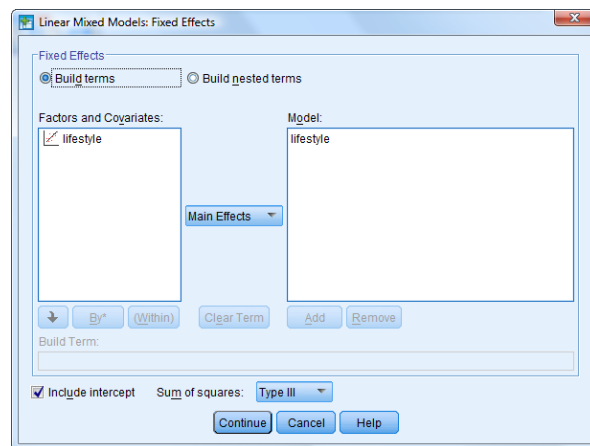 Linear Mixed Models: Fixed Effects
Fixed Effects
Build terms
Build nested terms
Factors and Covariates:
Model:
lifestyle
lifestyle
Main Effects
By*
(Within)
Clear Term
Add
Remove
Build Term:
Include intercept
Sum of squares:
Type III
Continue
Cancel
Help